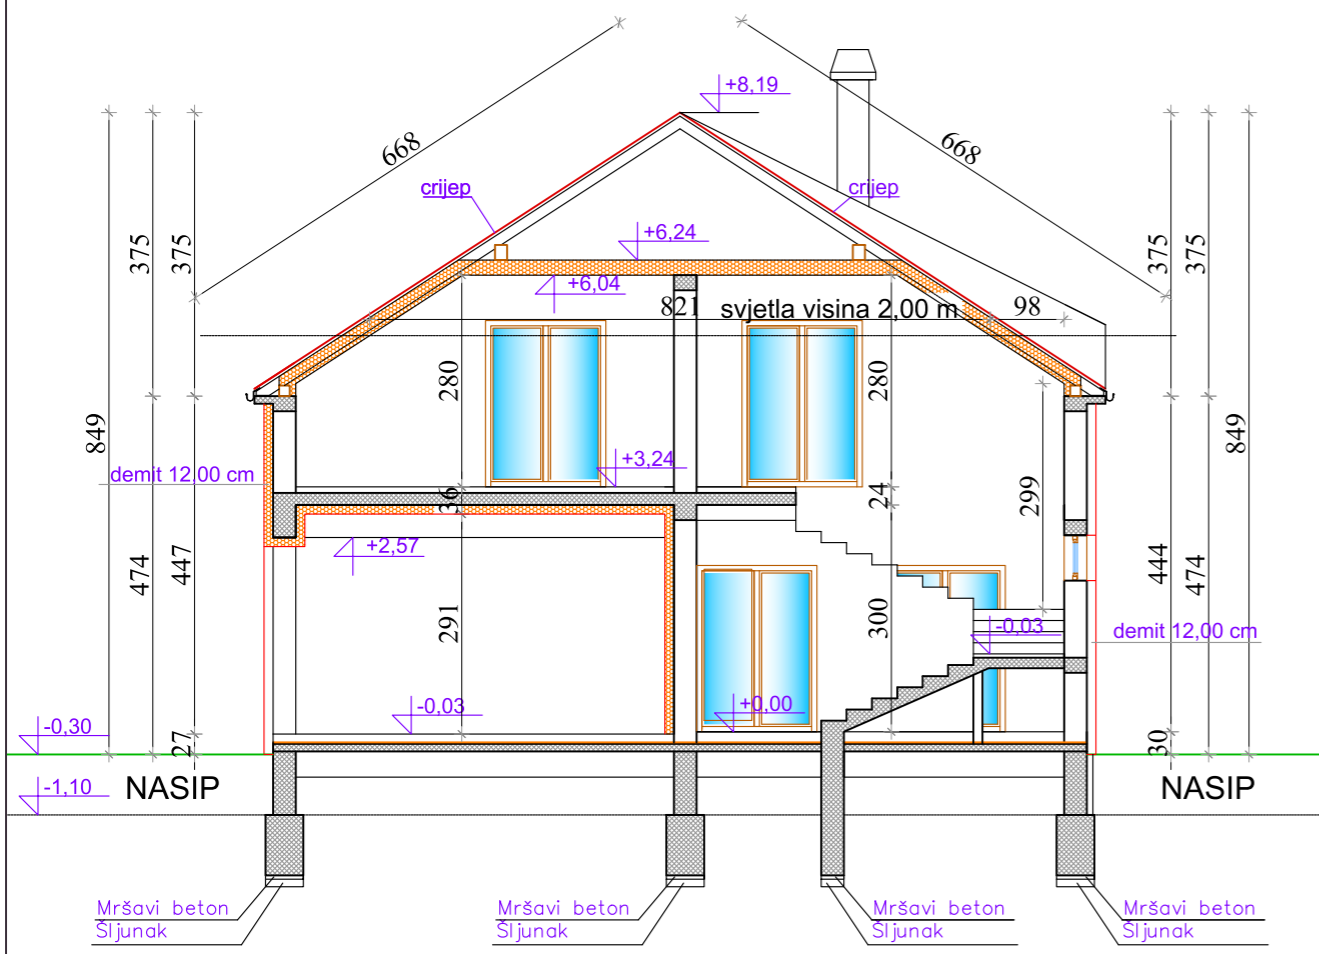 +8,19
668
668
crijep
crijep
375
375
375
375
+6,24
+6,04
821
svjetla visina 2,00 m
98
280
280
849
849
demit 12,00 cm
+3,24
36
24
299
+2,57
474
447
444
474
291
300
-0,03
demit 12,00 cm
-0,03
+0,00
-0,30
27
30
-1,10
NASIP
NASIP
Mršavi beton
Šljunak
Mršavi beton
Šljunak
Mršavi beton
Šljunak
Mršavi beton
Šljunak